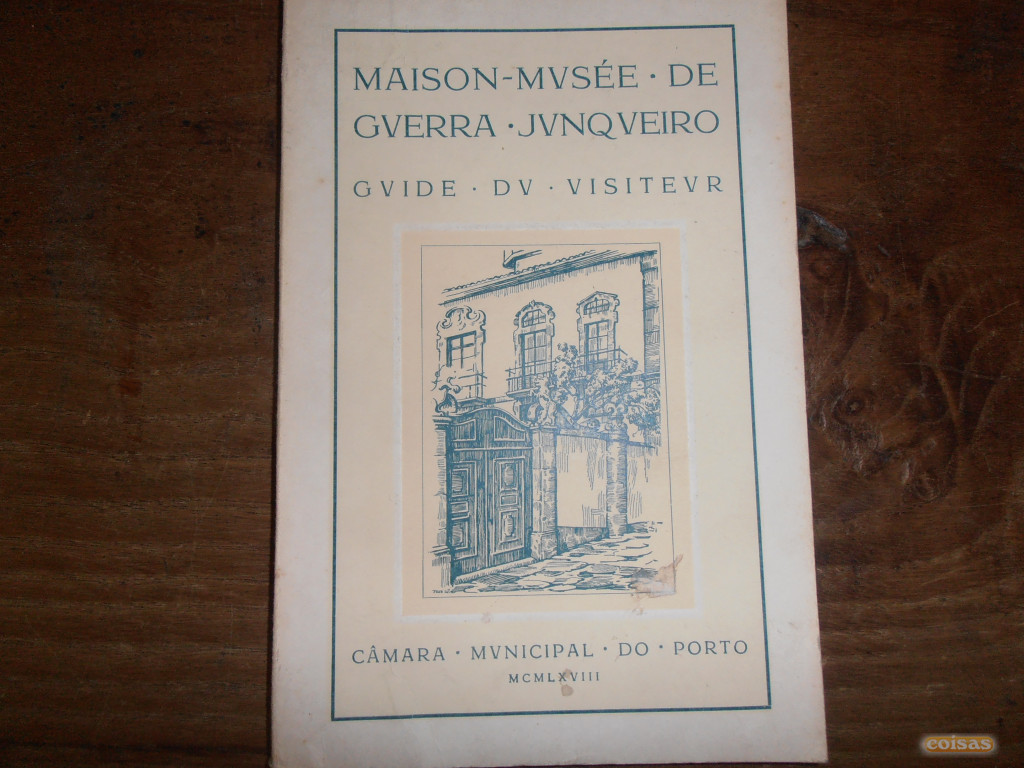 MAISON-MVSÉE · DE
GVERRA · JVNQVEIRO
GVIDE · DV · VISITEVR
CÂMARA · MVNICIPAL · DO · PORTO
MCMLXVIII
coisas